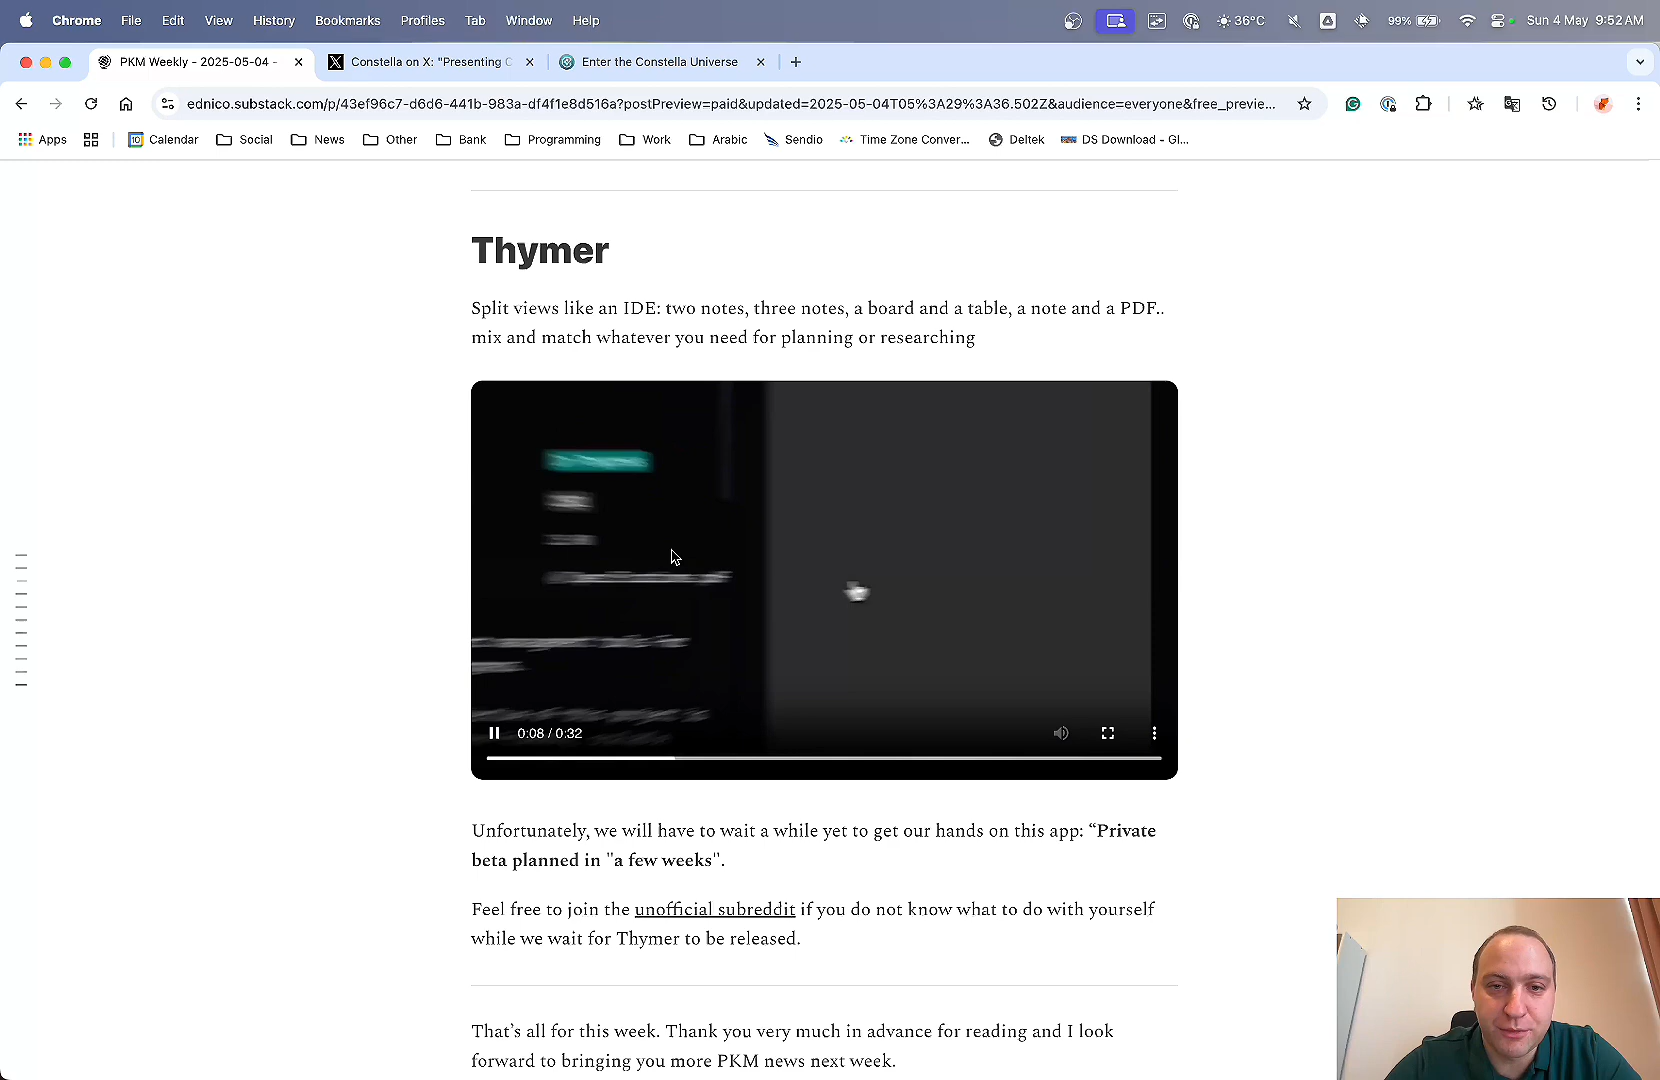 Chrome File Edit View History Bookmarks Profiles Tab Window Help 36°C 99% Sun 4 May 9:52 AM
PKM Weekly - 2025-05-04 - Constella on X: "Presenting C Enter the Constella Universe
ednico.substack.com/p/43ef96c7-d6d6-441b-983a-df4f1e8d516a?postPreview=paid&updated=2025-05-04T05%3A29%3A36.502Z&audience=everyone&free_previe...
Apps 10 Calendar Social News Other Bank Programming Work Arabic Sendio Time Zone Conver... Deltek DS Download - Gl...
Thymer
Split views like an IDE: two notes, three notes, a board and a table, a note and a PDF..
mix and match whatever you need for planning or researching
0:08 / 0:32
Unfortunately, we will have to wait a while yet to get our hands on this app: “Private
beta planned in "a few weeks".
Feel free to join the unofficial subreddit if you do not know what to do with yourself
while we wait for Thymer to be released.
That’s all for this week. Thank you very much in advance for reading and I look
forward to bringing you more PKM news next week.